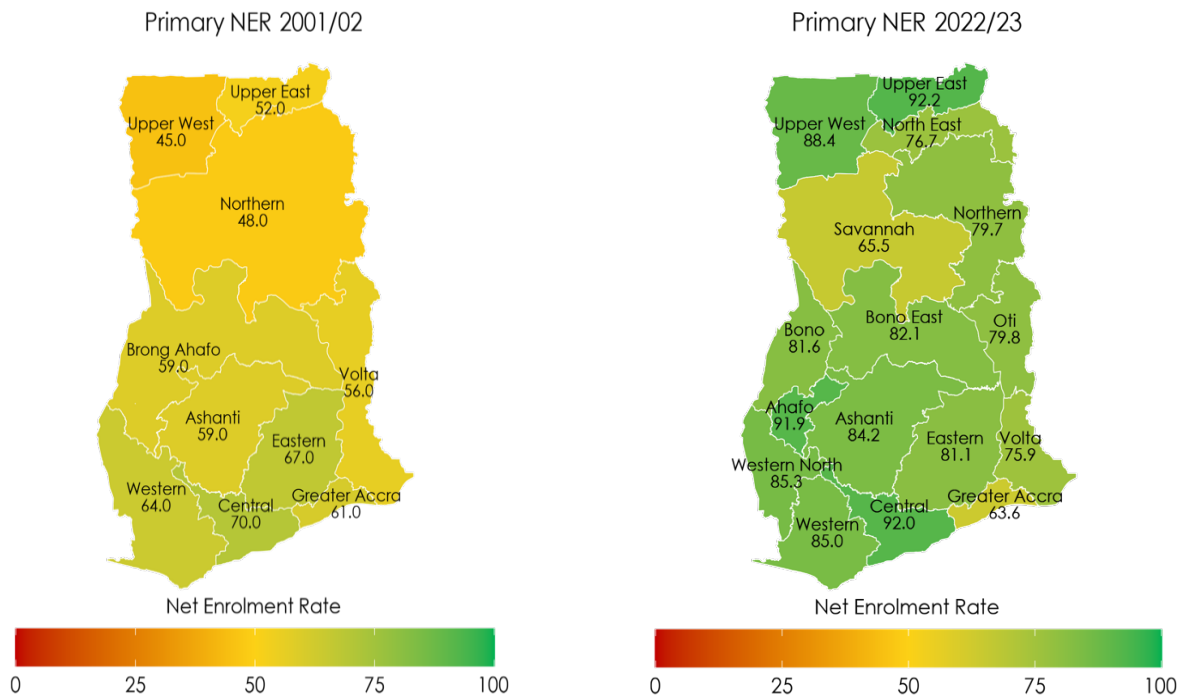 Primary NER 2001/02
Upper East
52.0
Upper West
45.0
Northern
48.0
Brong Ahafo
59.0
Volta
56.0
Ashanti
59.0
Eastern
67.0
Western
64.0
Central
70.0
Greater Accra
61.0
Net Enrolment Rate
0 25 50 75 100
Primary NER 2022/23
Upper East
92.2
Upper West
88.4
North East
76.7
Northern
79.7
Savannah
65.5
Bono
81.6
Bono East
82.1
Oti
79.8
Ahafo
91.9
Ashanti
84.2
Eastern
81.1
Volta
75.9
Western North
85.3
Western
85.0
Central
92.0
Greater Accra
63.6
Net Enrolment Rate
0 25 50 75 100